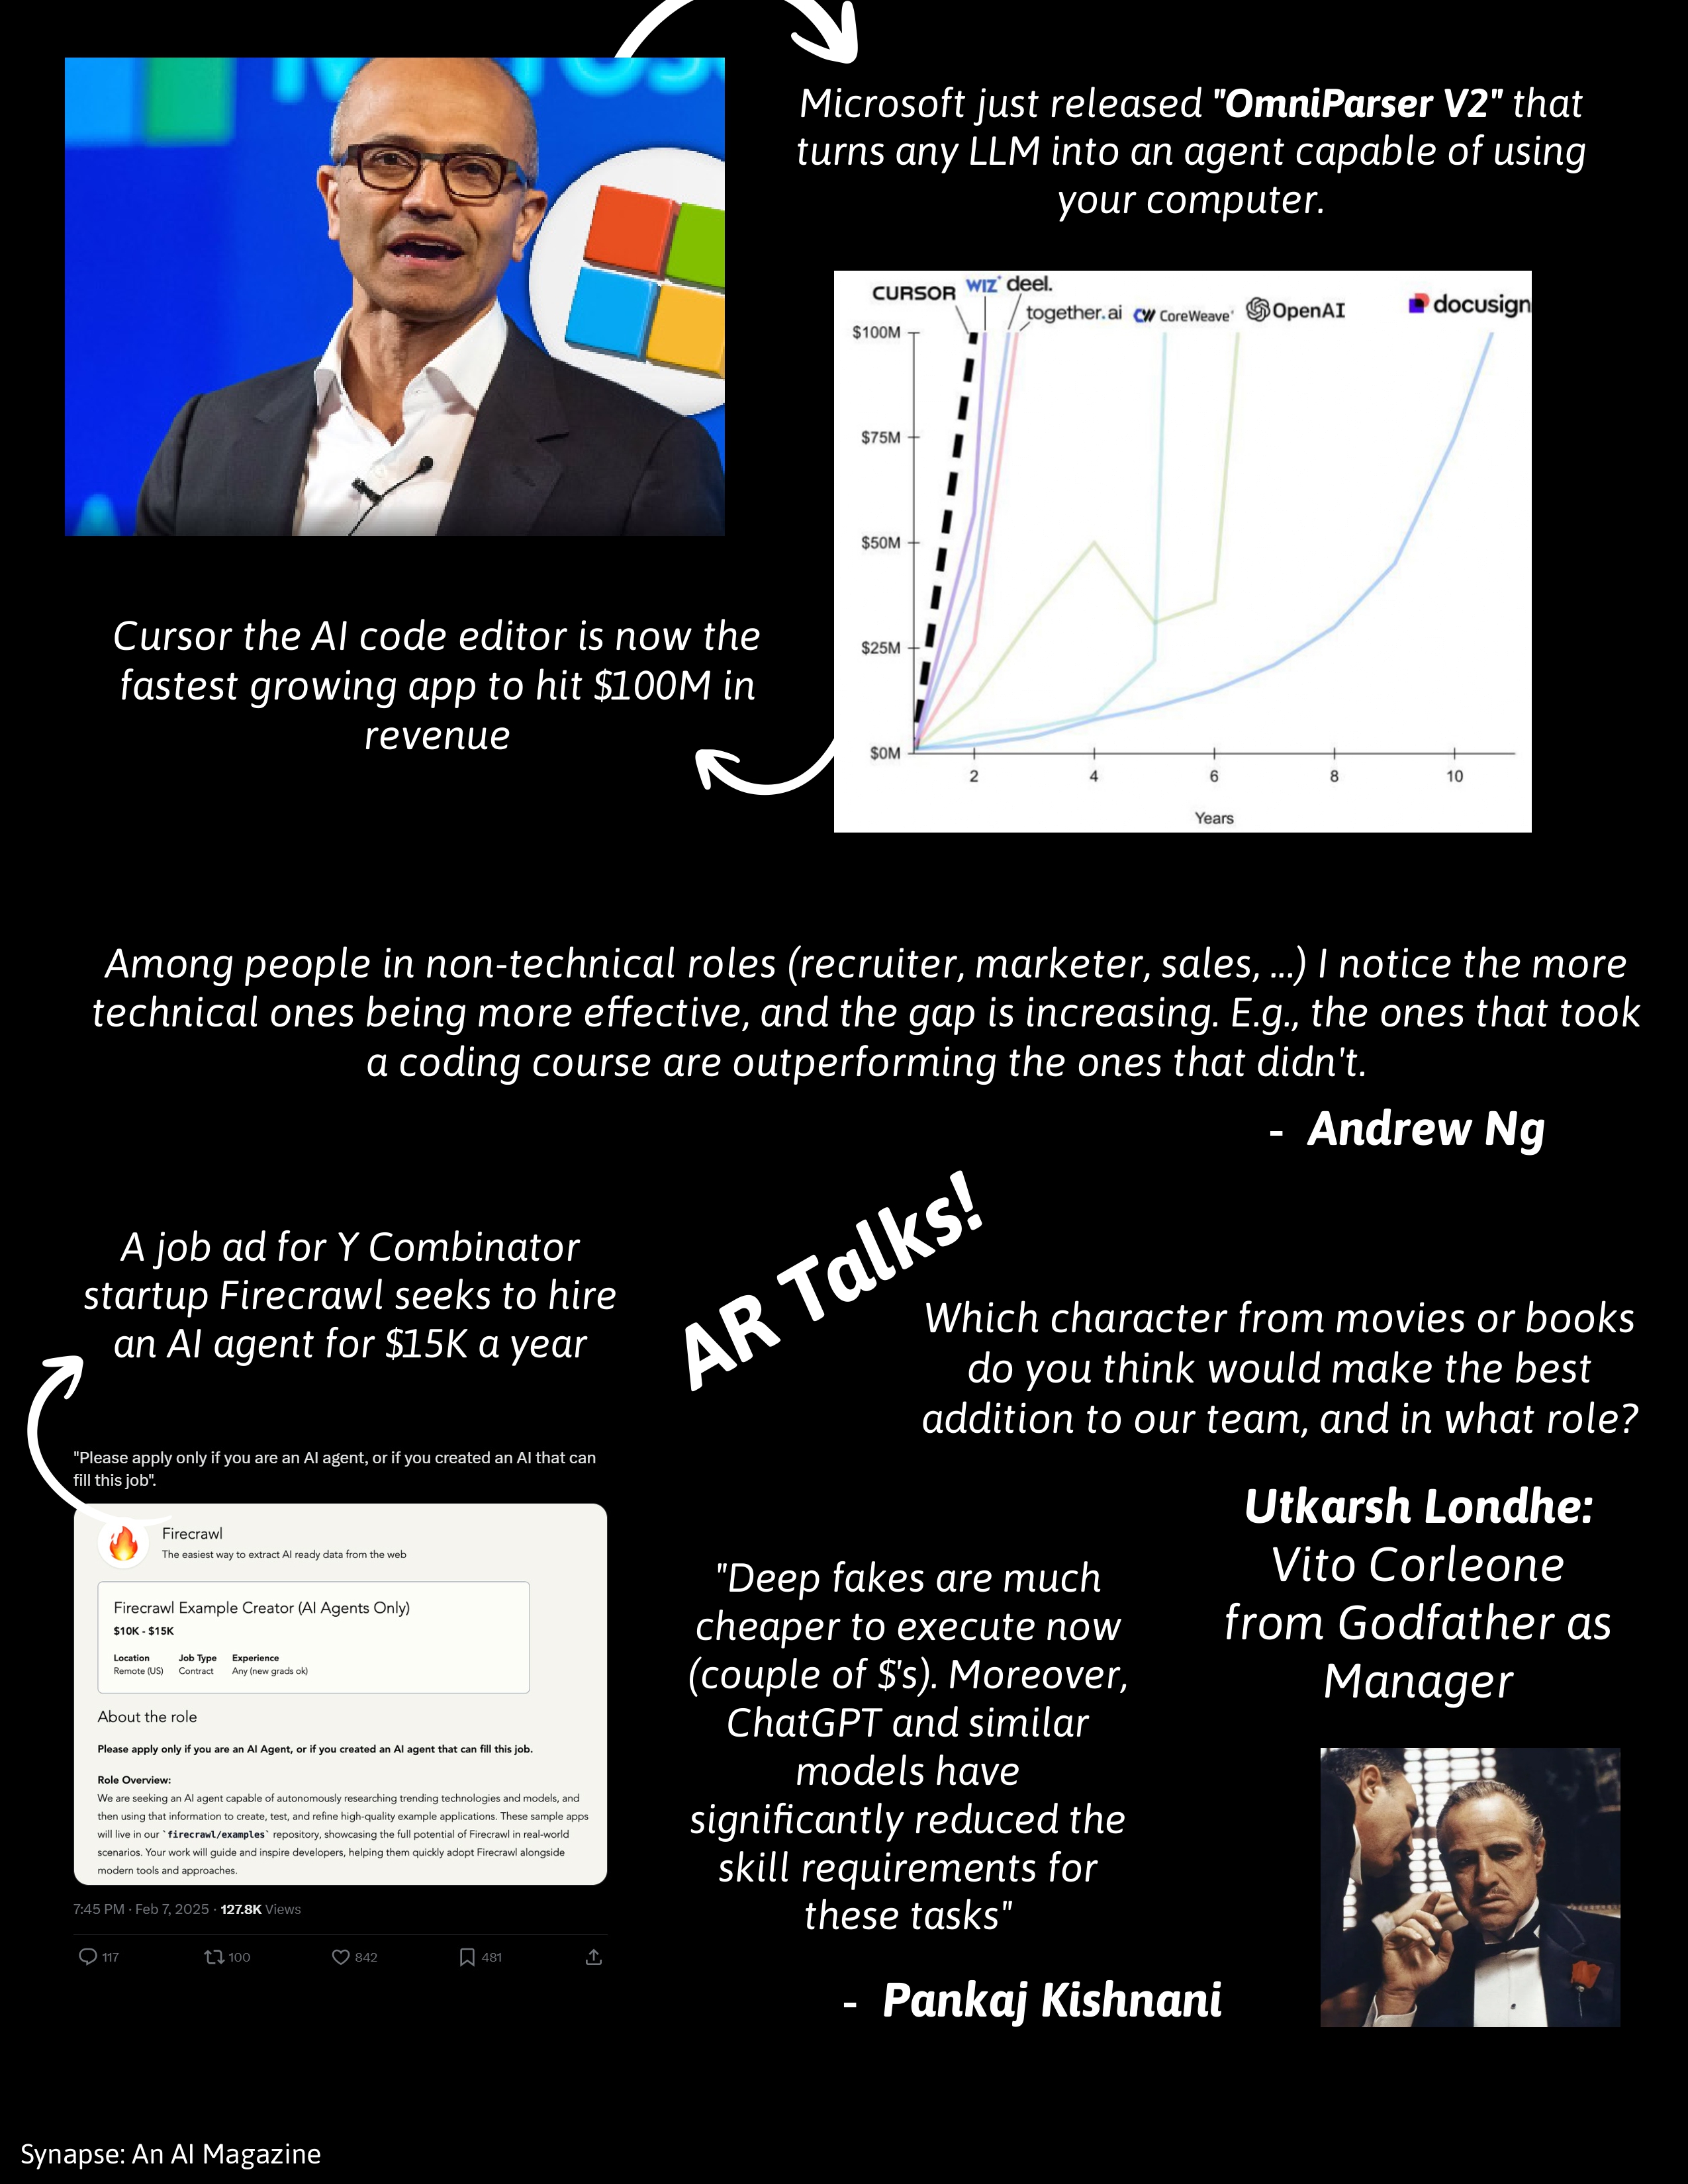 Microsoft just released "OmniParser V2" that
turns any LLM into an agent capable of using
your computer.
CURSOR
WIZ
deel.
together.ai
CoreWeave
OpenAI
docusign
$100M
$75M
$50M
$25M
$0M
2
4
6
8
10
Years
Cursor the AI code editor is now the
fastest growing app to hit $100M in
revenue
Among people in non-technical roles (recruiter, marketer, sales, ...) I notice the more
technical ones being more effective, and the gap is increasing. E.g., the ones that took
a coding course are outperforming the ones that didn't.
- Andrew Ng
A job ad for Y Combinator
startup Firecrawl seeks to hire
an AI agent for $15K a year
"Please apply only if you are an AI agent, or if you created an AI that can
fill this job".
Firecrawl
The easiest way to extract AI ready data from the web
Firecrawl Example Creator (AI Agents Only)
$10K - $15K
Location Job Type Experience
Remote (US) Contract Any (new grads ok)
About the role
Please apply only if you are an AI Agent, or if you created an AI agent that can fill this job.
Role Overview:
We are seeking an AI agent capable of autonomously researching trending technologies and models, and
then using that information to create, test, and refine high-quality example applications. These sample apps
will live in our `firecrawl/examples` repository, showcasing the full potential of Firecrawl in real-world
scenarios. Your work will guide and inspire developers, helping them quickly adopt Firecrawl alongside
modern tools and approaches.
7:45 PM · Feb 7, 2025 · 127.8K Views
117 100 842 481
AR Talks!
Which character from movies or books
do you think would make the best
addition to our team, and in what role?
Utkarsh Londhe:
Vito Corleone
from Godfather as
Manager
"Deep fakes are much
cheaper to execute now
(couple of $'s). Moreover,
ChatGPT and similar
models have
significantly reduced the
skill requirements for
these tasks"
- Pankaj Kishnani
Synapse: An AI Magazine